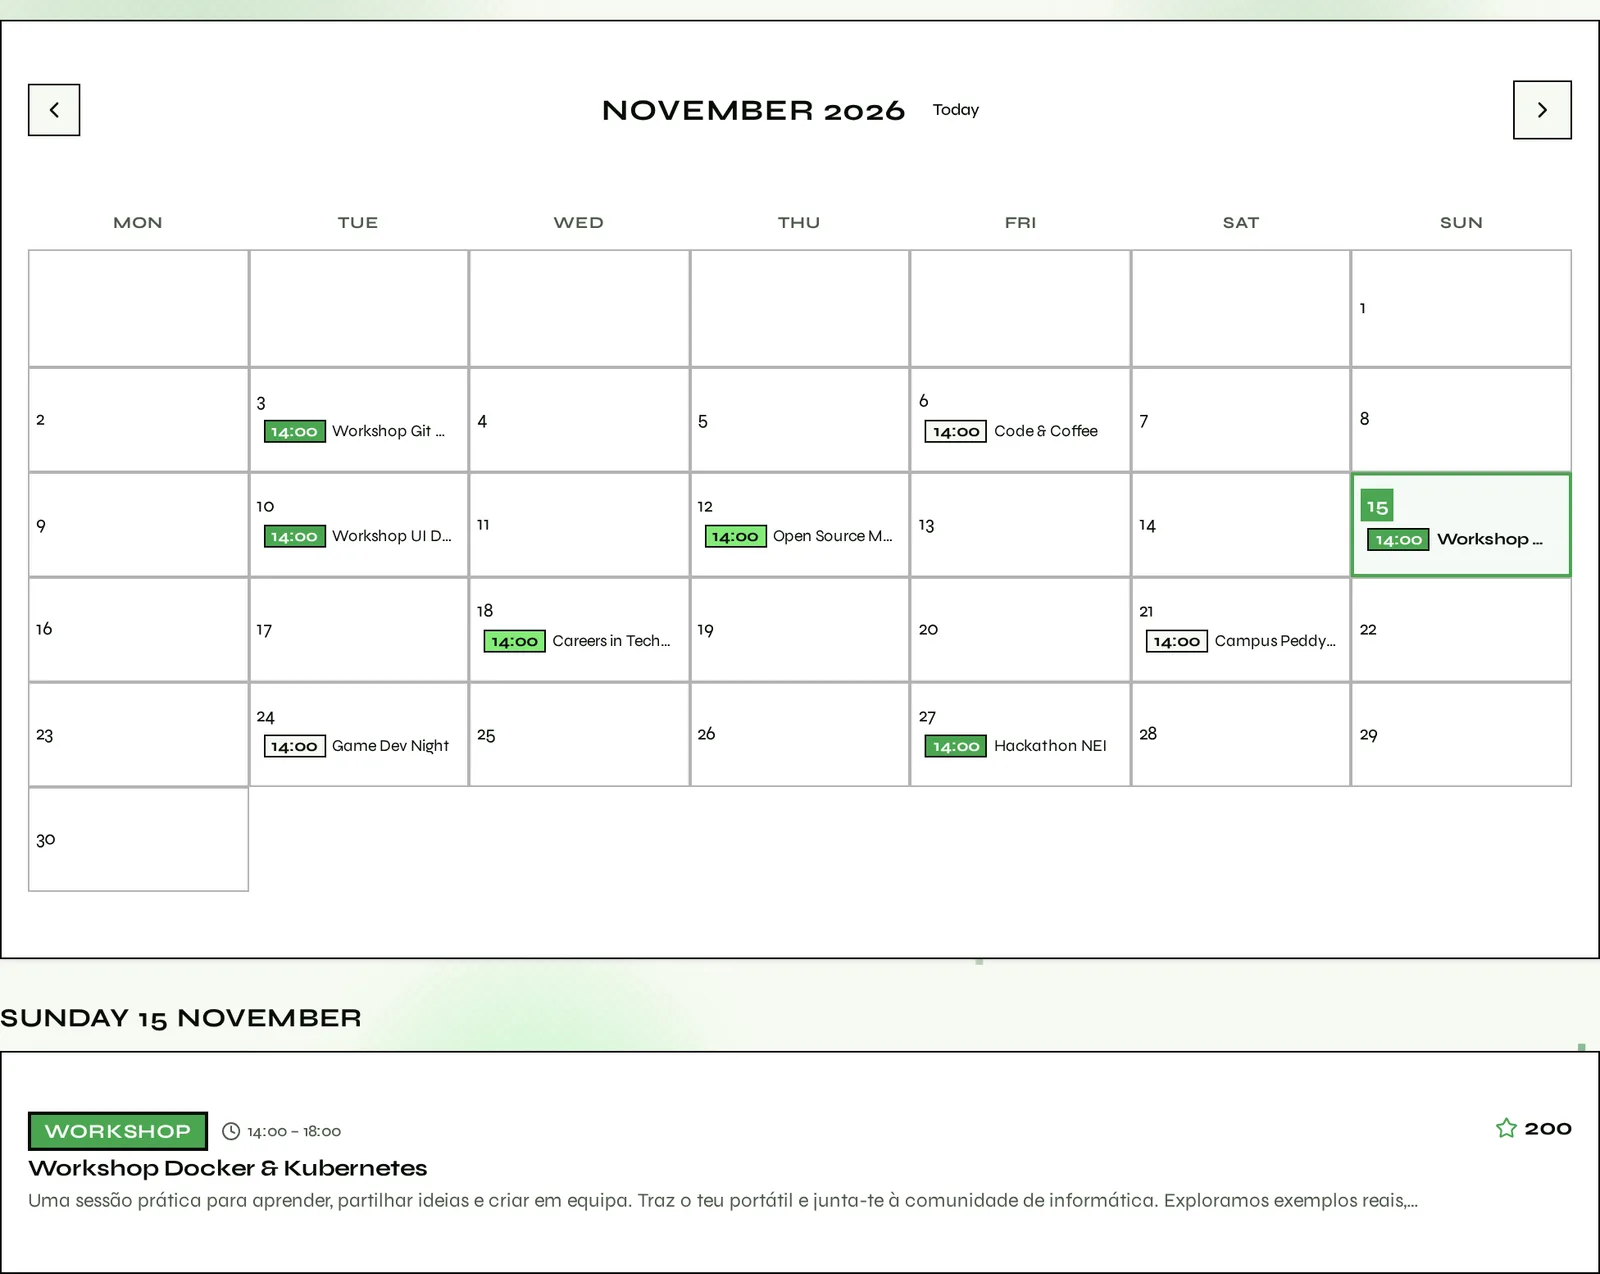 NOVEMBER 2026 Today
MON TUE WED THU FRI SAT SUN
1
2 3 4 5 6 7 8
14:00 Workshop Git ... 14:00 Code & Coffee
9 10 11 12 13 14 15
14:00 Workshop UI D... 14:00 Open Source M... 14:00 Workshop ...
16 17 18 19 20 21 22
14:00 Careers in Tech... 14:00 Campus Peddy...
23 24 25 26 27 28 29
14:00 Game Dev Night 14:00 Hackathon NEI
30
SUNDAY 15 NOVEMBER
WORKSHOP 14:00 – 18:00 200
Workshop Docker & Kubernetes
Uma sessão prática para aprender, partilhar ideias e criar em equipa. Traz o teu portátil e junta-te à comunidade de informática. Exploramos exemplos reais,...